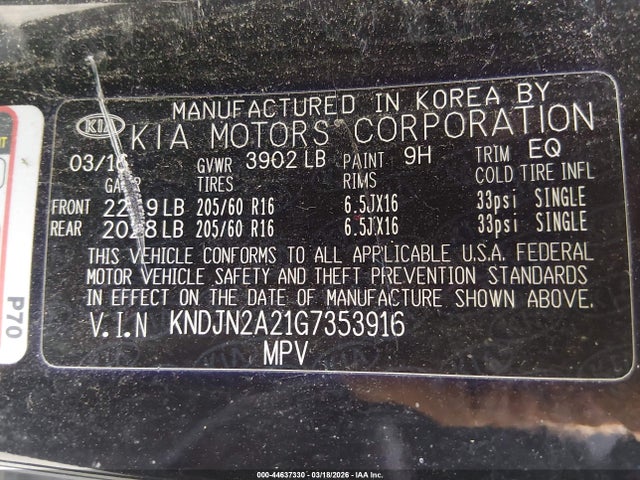 MANUFACTURED IN KOREA BY
KIA KIA MOTORS CORPORATION
GVWR 3902 LB PAINT 9H TRIM EQ
TIRES RIMS COLD TIRE INFL
FRONT LB 205/60 R16 6.5JX16 33psi SINGLE
REAR LB 205/60 R16 6.5JX16 33psi SINGLE
THIS VEHICLE CONFORMS TO ALL APPLICABLE U.S.A. FEDERAL
MOTOR VEHICLE SAFETY AND THEFT PREVENTION STANDARDS
IN EFFECT ON THE DATE OF MANUFACTURE SHOWN ABOVE.
V.I.N KNDJN2A21G7353916
MPV
P70
000-44637330 - 03/18/2026 - IAA Inc.